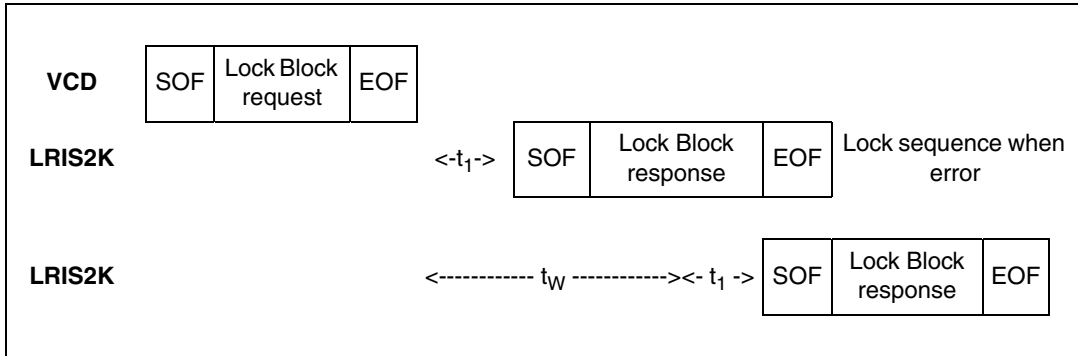 VCD SOF Lock Block request EOF
LRIS2K <-t1-> SOF Lock Block response EOF Lock sequence when error
LRIS2K <------------ tW -------------><- t1 -> SOF Lock Block response EOF